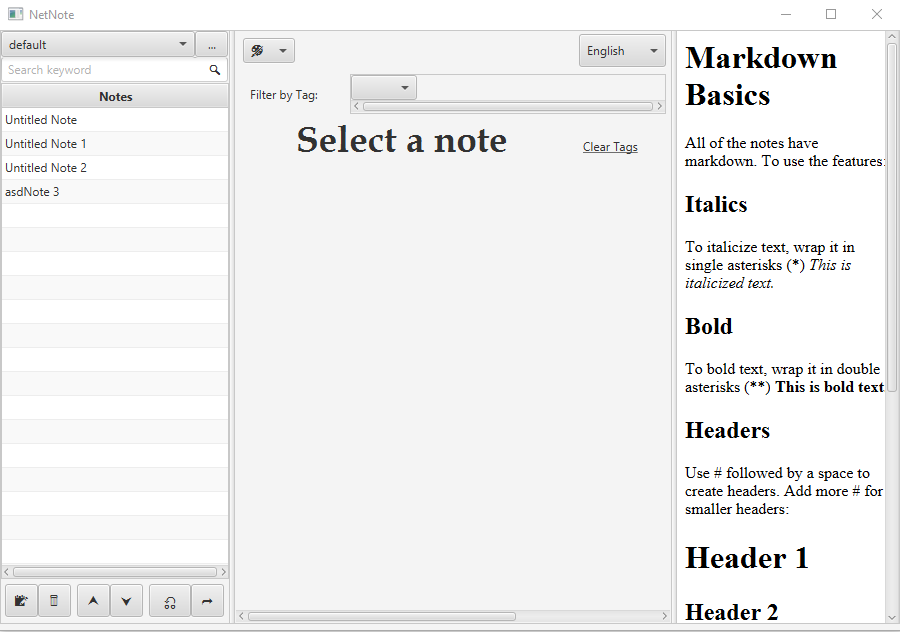 NetNote
default
...
Search keyword
Notes
Untitled Note
Untitled Note 1
Untitled Note 2
asdNote 3
English
Filter by Tag:
Select a note
Clear Tags
Markdown
Basics
All of the notes have
markdown. To use the features:
Italics
To italicize text, wrap it in
single asterisks (*) This is
italicized text.
Bold
To bold text, wrap it in double
asterisks (**) This is bold text
Headers
Use # followed by a space to
create headers. Add more # for
smaller headers:
Header 1
Header 2